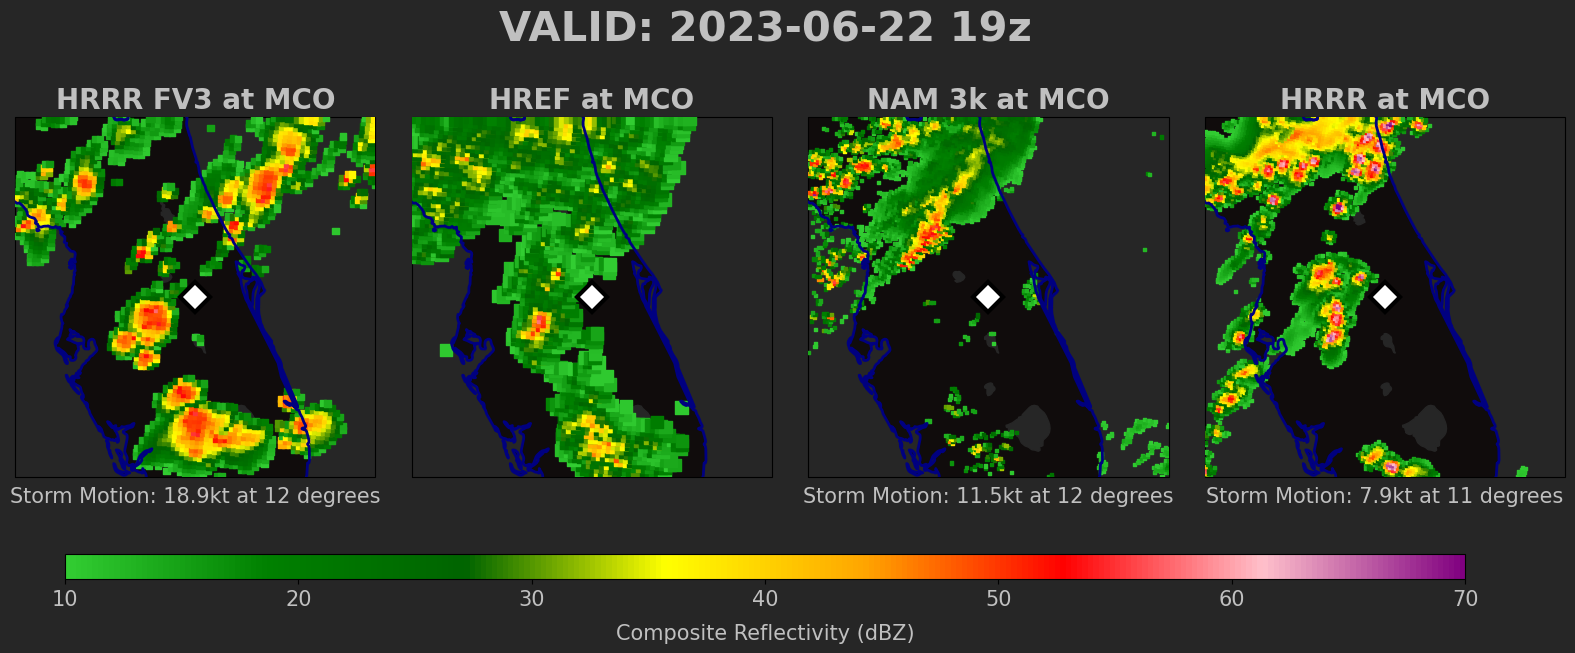 VALID: 2023-06-22 19z
HRRR FV3 at MCO
HREF at MCO
NAM 3k at MCO
HRRR at MCO
Storm Motion: 18.9kt at 12 degrees
Storm Motion: 11.5kt at 12 degrees
Storm Motion: 7.9kt at 11 degrees
10 20 30 40 50 60 70
Composite Reflectivity (dBZ)